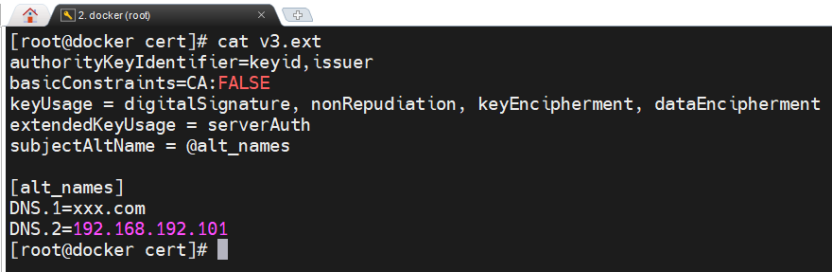 2. docker (root)
[root@docker cert]# cat v3.ext
authorityKeyIdentifier=keyid,issuer
basicConstraints=CA:FALSE
keyUsage = digitalSignature, nonRepudiation, keyEncipherment, dataEncipherment
extendedKeyUsage = serverAuth
subjectAltName = @alt_names
[alt_names]
DNS.1=xxx.com
DNS.2=192.168.192.101
[root@docker cert]#